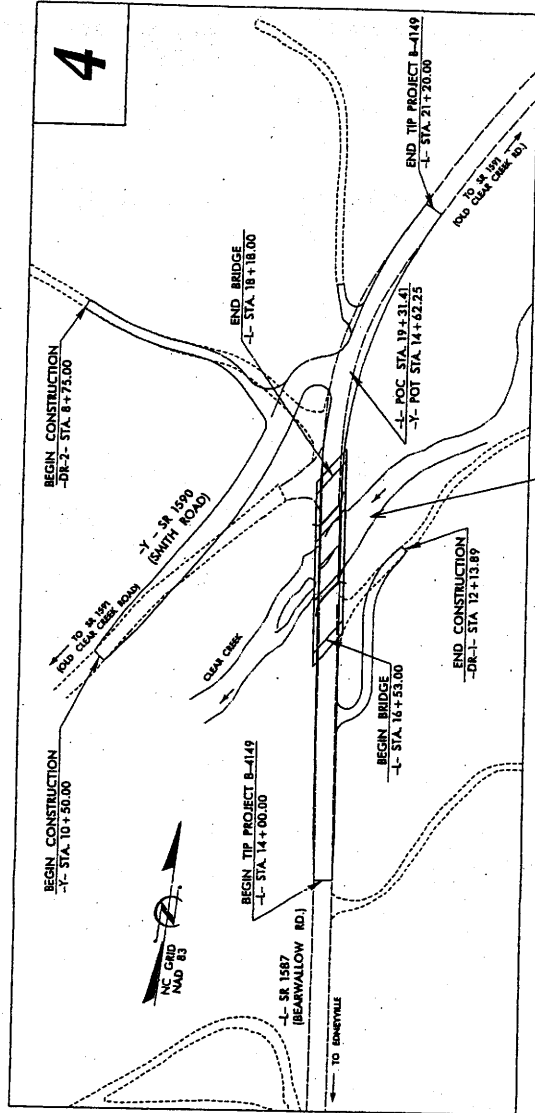 4
BEGIN CONSTRUCTION
-DR-2- STA. 8+75.00
END BRIDGE
-L- STA. 18+18.00
END TIP PROJECT B-4149
-L- STA. 21+20.00
TO SR 1591
(OLD CLEAR CREEK RD.)
-L- POC STA. 19+31.41
-Y- POT STA. 14+62.25
-Y- SR 1590
(SMITH ROAD)
TO SR 1591
(OLD CLEAR CREEK ROAD)
BEGIN CONSTRUCTION
-Y- STA. 10+50.00
CLEAR CREEK
END CONSTRUCTION
-DR-1- STA 12+13.89
BEGIN BRIDGE
-L- STA. 16+53.00
BEGIN TIP PROJECT B-4149
-L- STA. 14+00.00
NC GRID
NAD 83
-L- SR 1587
(BEARWALLOW RD.)
TO EDNEYVILLE